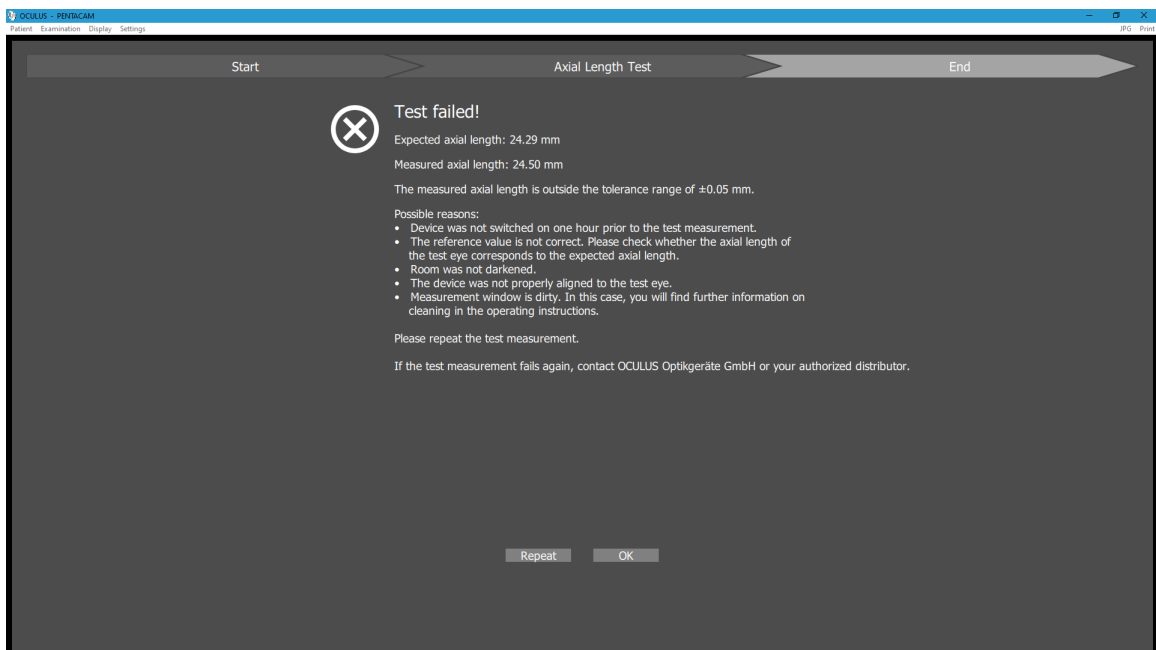 OCULUS - PENTACAM
Patient Examination Display Settings JPG Print
Start Axial Length Test End
Test failed!
Expected axial length: 24.29 mm
Measured axial length: 24.50 mm
The measured axial length is outside the tolerance range of ±0.05 mm.
Possible reasons:
• Device was not switched on one hour prior to the test measurement.
• The reference value is not correct. Please check whether the axial length of
the test eye corresponds to the expected axial length.
• Room was not darkened.
• The device was not properly aligned to the test eye.
• Measurement window is dirty. In this case, you will find further information on
cleaning in the operating instructions.
Please repeat the test measurement.
If the test measurement fails again, contact OCULUS Optikgeräte GmbH or your authorized distributor.
Repeat OK